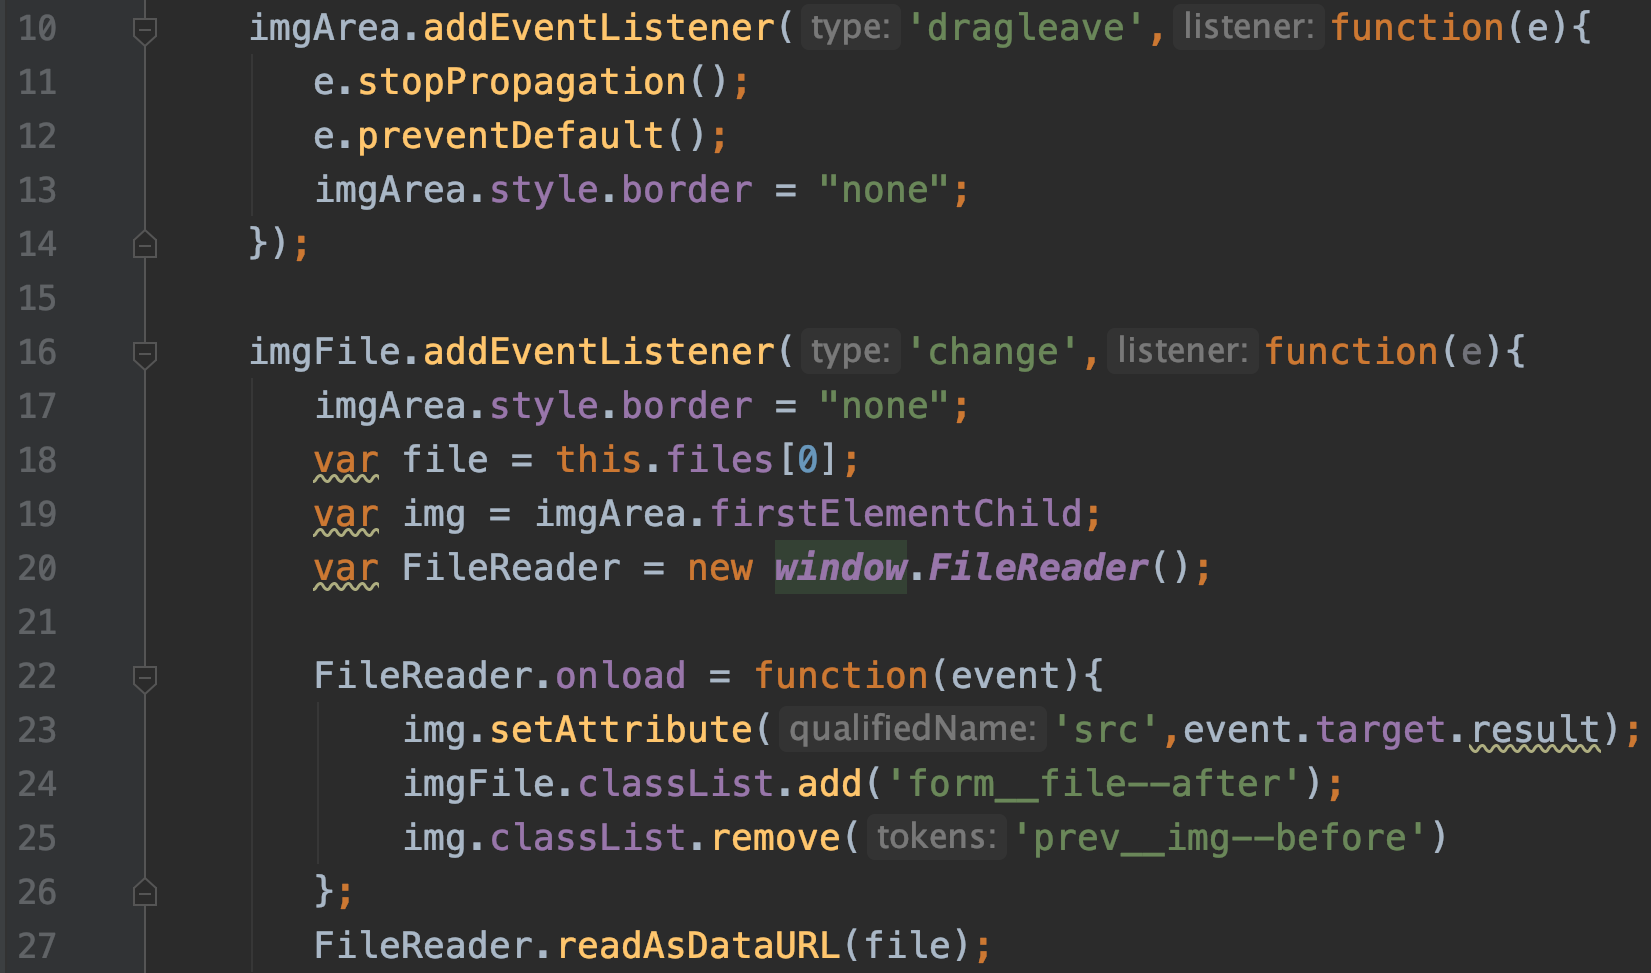 10 imgArea.addEventListener( type: 'dragleave', listener: function(e){
11 e.stopPropagation();
12 e.preventDefault();
13 imgArea.style.border = "none";
14 });
15
16 imgFile.addEventListener( type: 'change', listener: function(e){
17 imgArea.style.border = "none";
18 var file = this.files[0];
19 var img = imgArea.firstElementChild;
20 var FileReader = new window.FileReader();
21
22 FileReader.onload = function(event){
23 img.setAttribute( qualifiedName: 'src',event.target.result);
24 imgFile.classList.add('form__file--after');
25 img.classList.remove( tokens: 'prev__img--before')
26 };
27 FileReader.readAsDataURL(file);